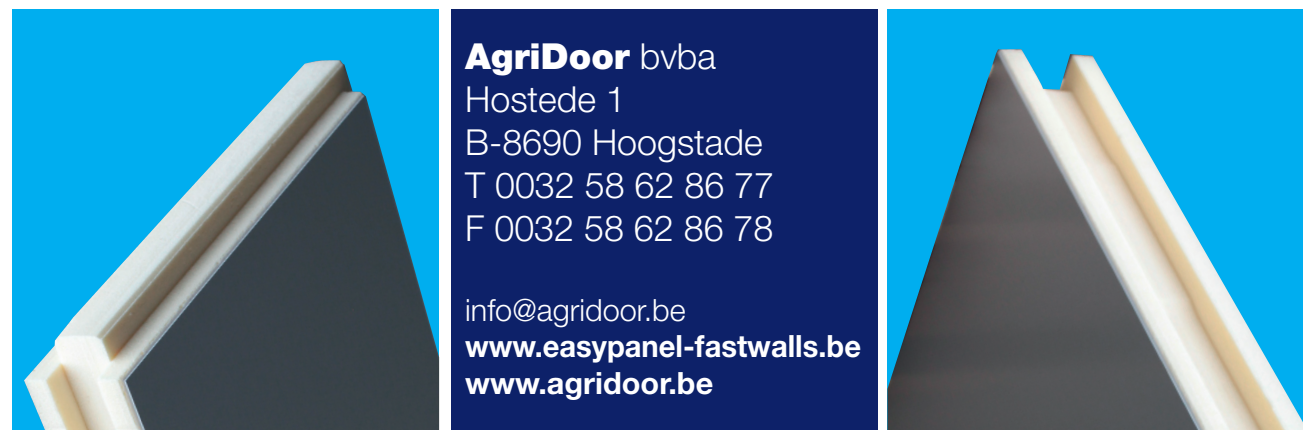 AgriDoor bvba
Hostede 1
B-8690 Hoogstade
T 0032 58 62 86 77
F 0032 58 62 86 78
info@agridoor.be
www.easypanel-fastwalls.be
www.agridoor.be